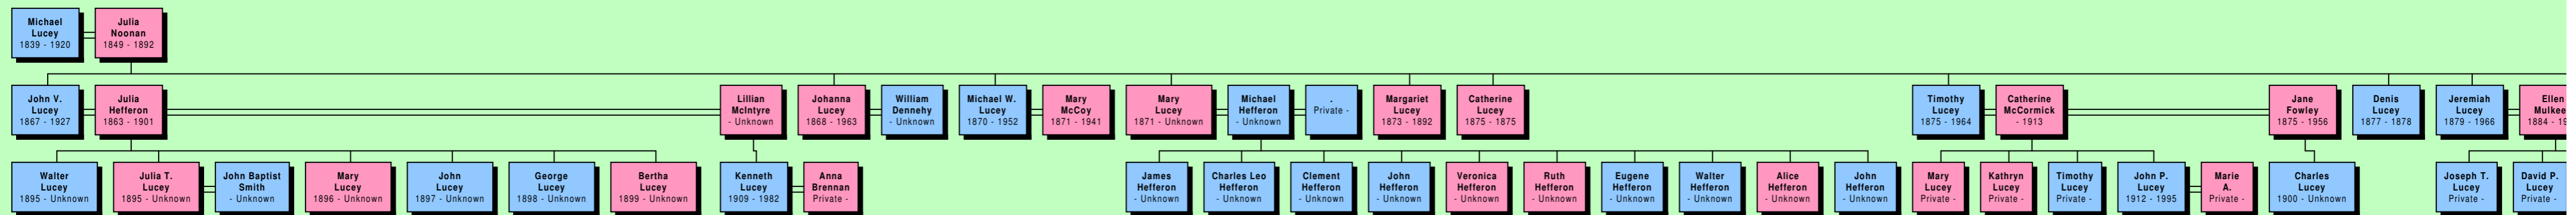 Michael
Lucey
1839 - 1920
Julia
Noonan
1849 - 1892
John V.
Lucey
1867 - 1927
Julia
Hefferon
1863 - 1901
Lillian
McIntyre
- Unknown
Johanna
Lucey
1868 - 1963
William
Dennehy
- Unknown
Michael W.
Lucey
1870 - 1952
Mary
McCoy
1871 - 1941
Mary
Lucey
1871 - Unknown
Michael
Hefferon
- Unknown
.
Private -
Margariet
Lucey
1873 - 1892
Catherine
Lucey
1875 - 1875
Timothy
Lucey
1875 - 1964
Catherine
McCormick
- 1913
Jane
Fowley
1875 - 1956
Denis
Lucey
1877 - 1878
Jeremiah
Lucey
1879 - 1966
Ellen
Mulkee
1884 - 19
Walter
Lucey
1895 - Unknown
Julia T.
Lucey
1895 - Unknown
John Baptist
Smith
- Unknown
Mary
Lucey
1896 - Unknown
John
Lucey
1897 - Unknown
George
Lucey
1898 - Unknown
Bertha
Lucey
1899 - Unknown
Kenneth
Lucey
1909 - 1982
Anna
Brennan
Private -
James
Hefferon
- Unknown
Charles Leo
Hefferon
- Unknown
Clement
Hefferon
- Unknown
John
Hefferon
- Unknown
Veronica
Hefferon
- Unknown
Ruth
Hefferon
- Unknown
Eugene
Hefferon
- Unknown
Walter
Hefferon
- Unknown
Alice
Hefferon
- Unknown
John
Hefferon
- Unknown
Mary
Lucey
Private -
Kathryn
Lucey
Private -
Timothy
Lucey
Private -
John P.
Lucey
1912 - 1995
Marie
A.
Private -
Charles
Lucey
1900 - Unknown
Joseph T.
Lucey
Private -
David P.
Lucey
Private -